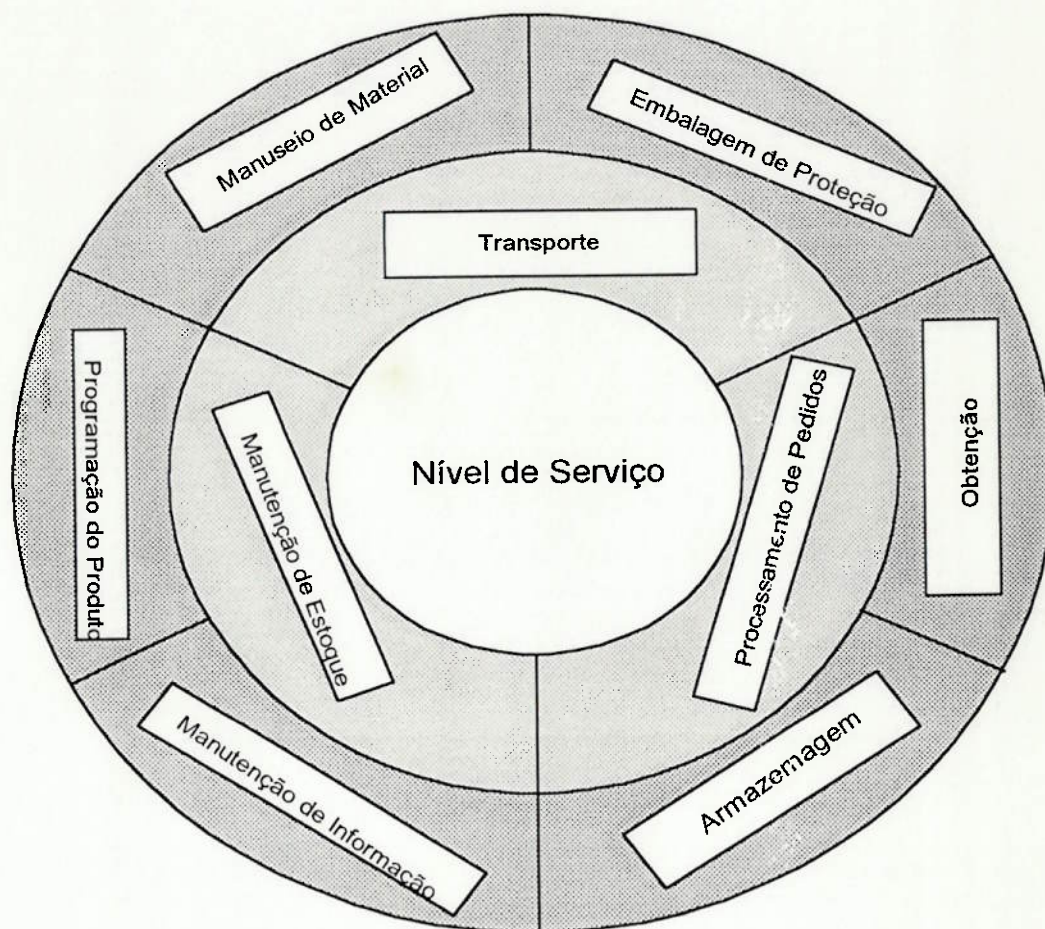 Manuseio de Material
Embalagem de Proteção
Transporte
Programação do Produto
Manutenção de Estoque
Nível de Serviço
Processamento de Pedidos
Obtenção
Manutenção de Informação
Armazemagem